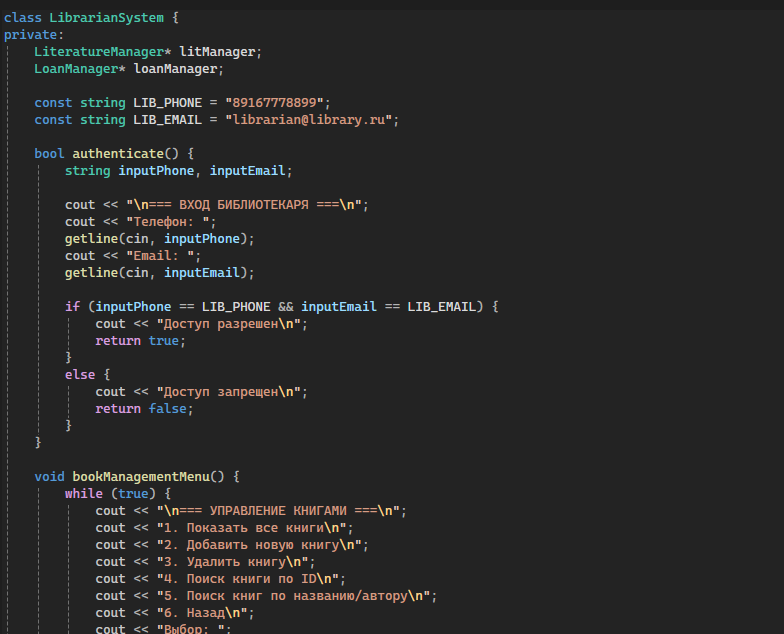 class LibrarianSystem {
private:
    LiteratureManager* litManager;
    LoanManager* loanManager;

    const string LIB_PHONE = "89167778899";
    const string LIB_EMAIL = "librarian@library.ru";

    bool authenticate() {
        string inputPhone, inputEmail;

        cout << "\n=== ВХОД БИБЛИОТЕКАРЯ ===\n";
        cout << "Телефон: ";
        getline(cin, inputPhone);
        cout << "Email: ";
        getline(cin, inputEmail);

        if (inputPhone == LIB_PHONE && inputEmail == LIB_EMAIL) {
            cout << "Доступ разрешен\n";
            return true;
        }
        else {
            cout << "Доступ запрещен\n";
            return false;
        }
    }

    void bookManagementMenu() {
        while (true) {
            cout << "\n=== УПРАВЛЕНИЕ КНИГАМИ ===\n";
            cout << "1. Показать все книги\n";
            cout << "2. Добавить новую книгу\n";
            cout << "3. Удалить книгу\n";
            cout << "4. Поиск книги по ID\n";
            cout << "5. Поиск книг по названию/автору\n";
            cout << "6. Назад\n";
            cout << "Выбор: ";